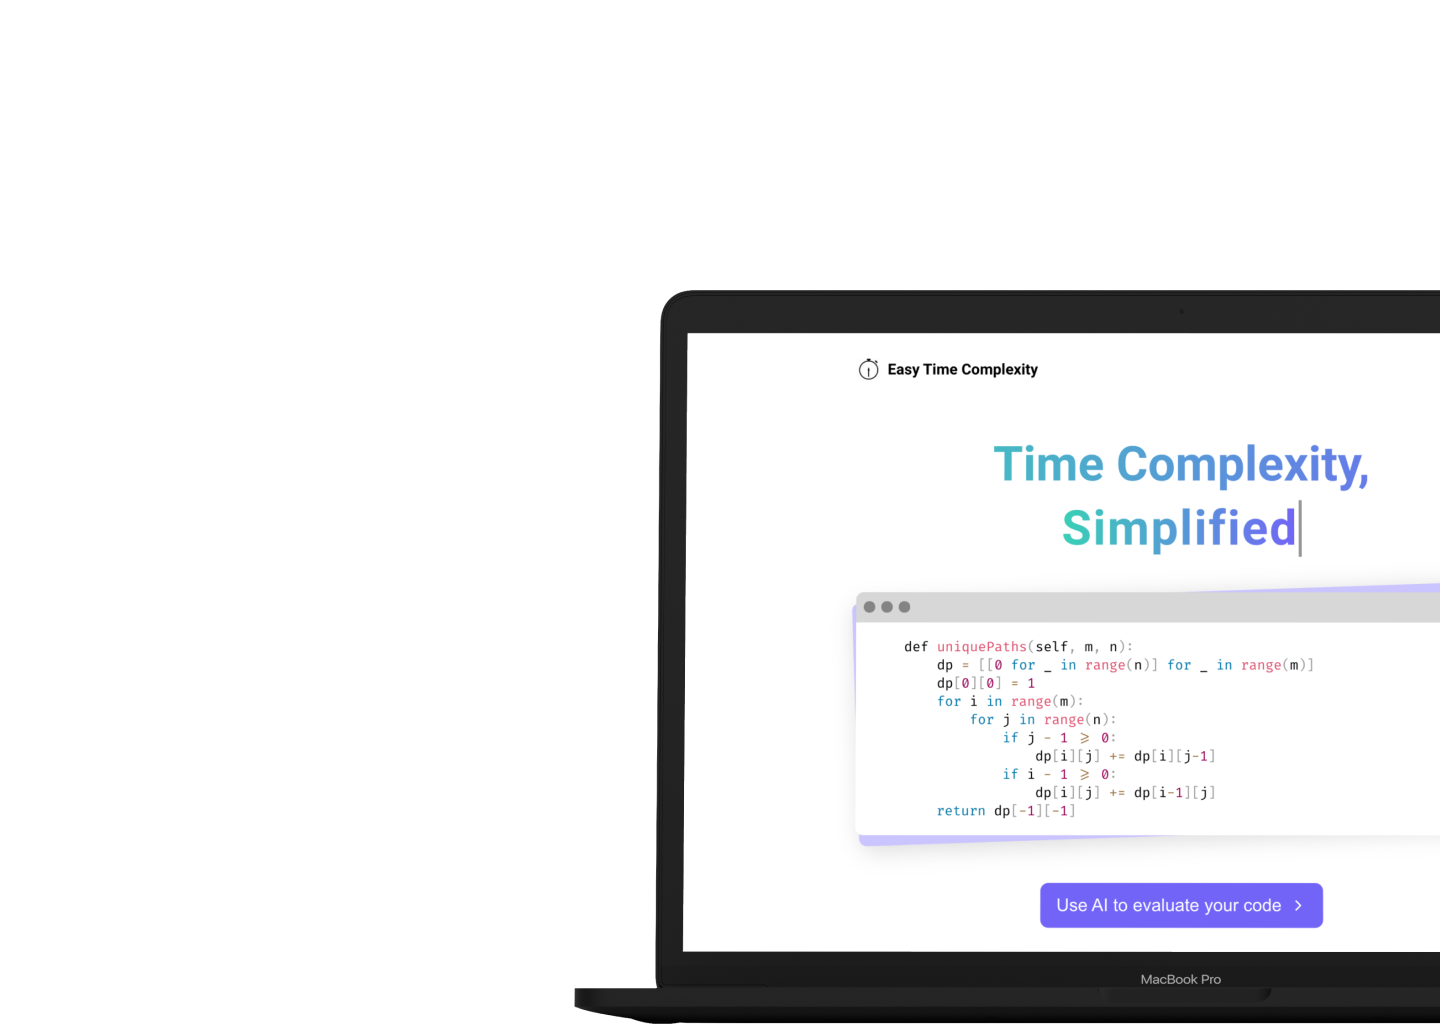 Easy Time Complexity
Time Complexity,
Simplified
def uniquePaths(self, m, n):
    dp = [[0 for _ in range(n)] for _ in range(m)]
    dp[0][0] = 1
    for i in range(m):
        for j in range(n):
            if j - 1 ⩾ 0:
                dp[i][j] += dp[i][j-1]
            if i - 1 ⩾ 0:
                dp[i][j] += dp[i-1][j]
    return dp[-1][-1]
Use AI to evaluate your code
MacBook Pro